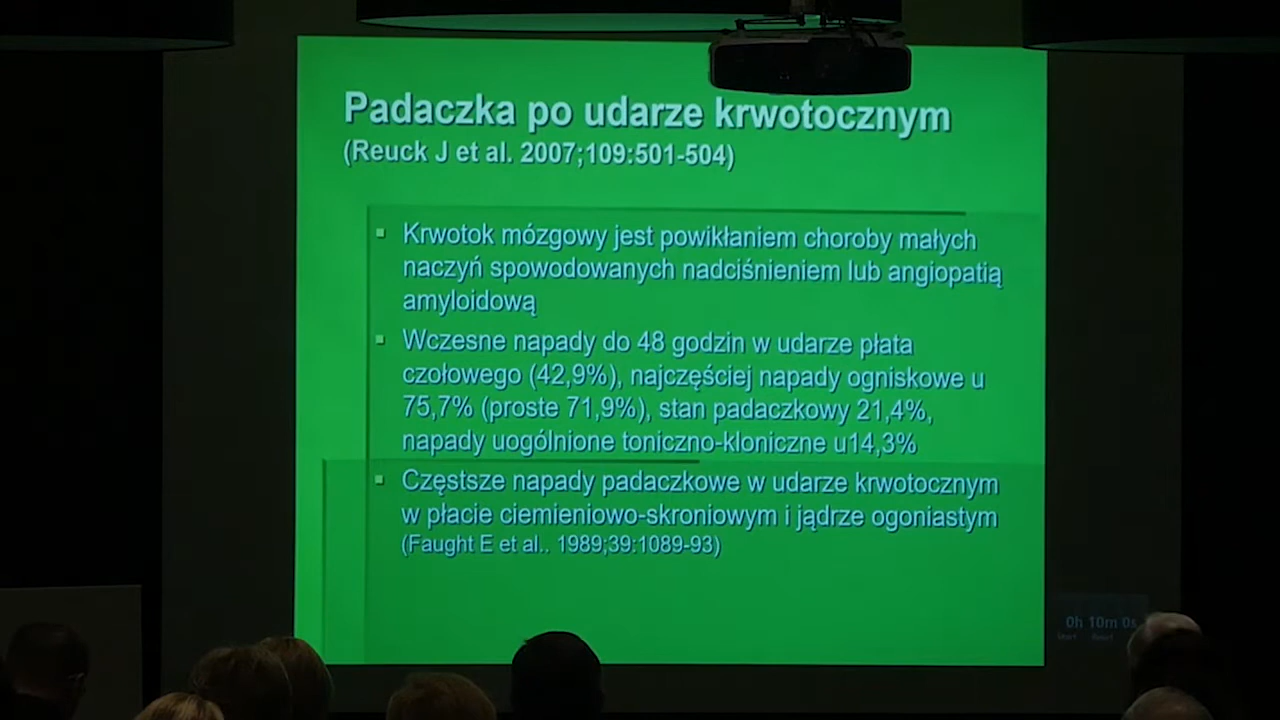 Padaczka po udarze krwotocznym
(Reuck J et al. 2007;109:501-504)
Krwotok mózgowy jest powikłaniem choroby małych
naczyń spowodowanych nadciśnieniem lub angiopatią
amyloidową
Wczesne napady do 48 godzin w udarze płata
czołowego (42,9%), najczęściej napady ogniskowe u
75,7% (proste 71,9%), stan padaczkowy 21,4%,
napady uogólnione toniczno-kloniczne u14,3%
Częstsze napady padaczkowe w udarze krwotocznym
w płacie ciemieniowo-skroniowym i jądrze ogoniastym
(Faught E et al.. 1989;39:1089-93)
0h 10m 0s